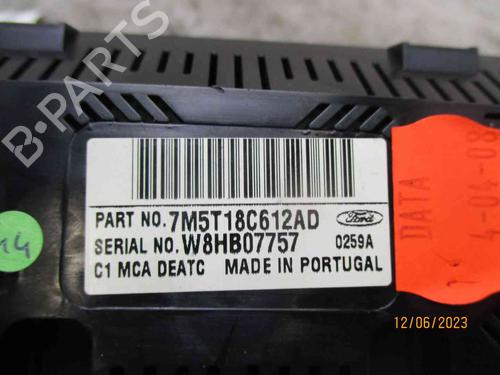 PART NO. 7M5T18C612AD
Ford
SERIAL NO. W8HB07757
0259A
C1 MCA DEATC MADE IN PORTUGAL
DATA
4-04-08
14
B-PARTS
12/06/2023